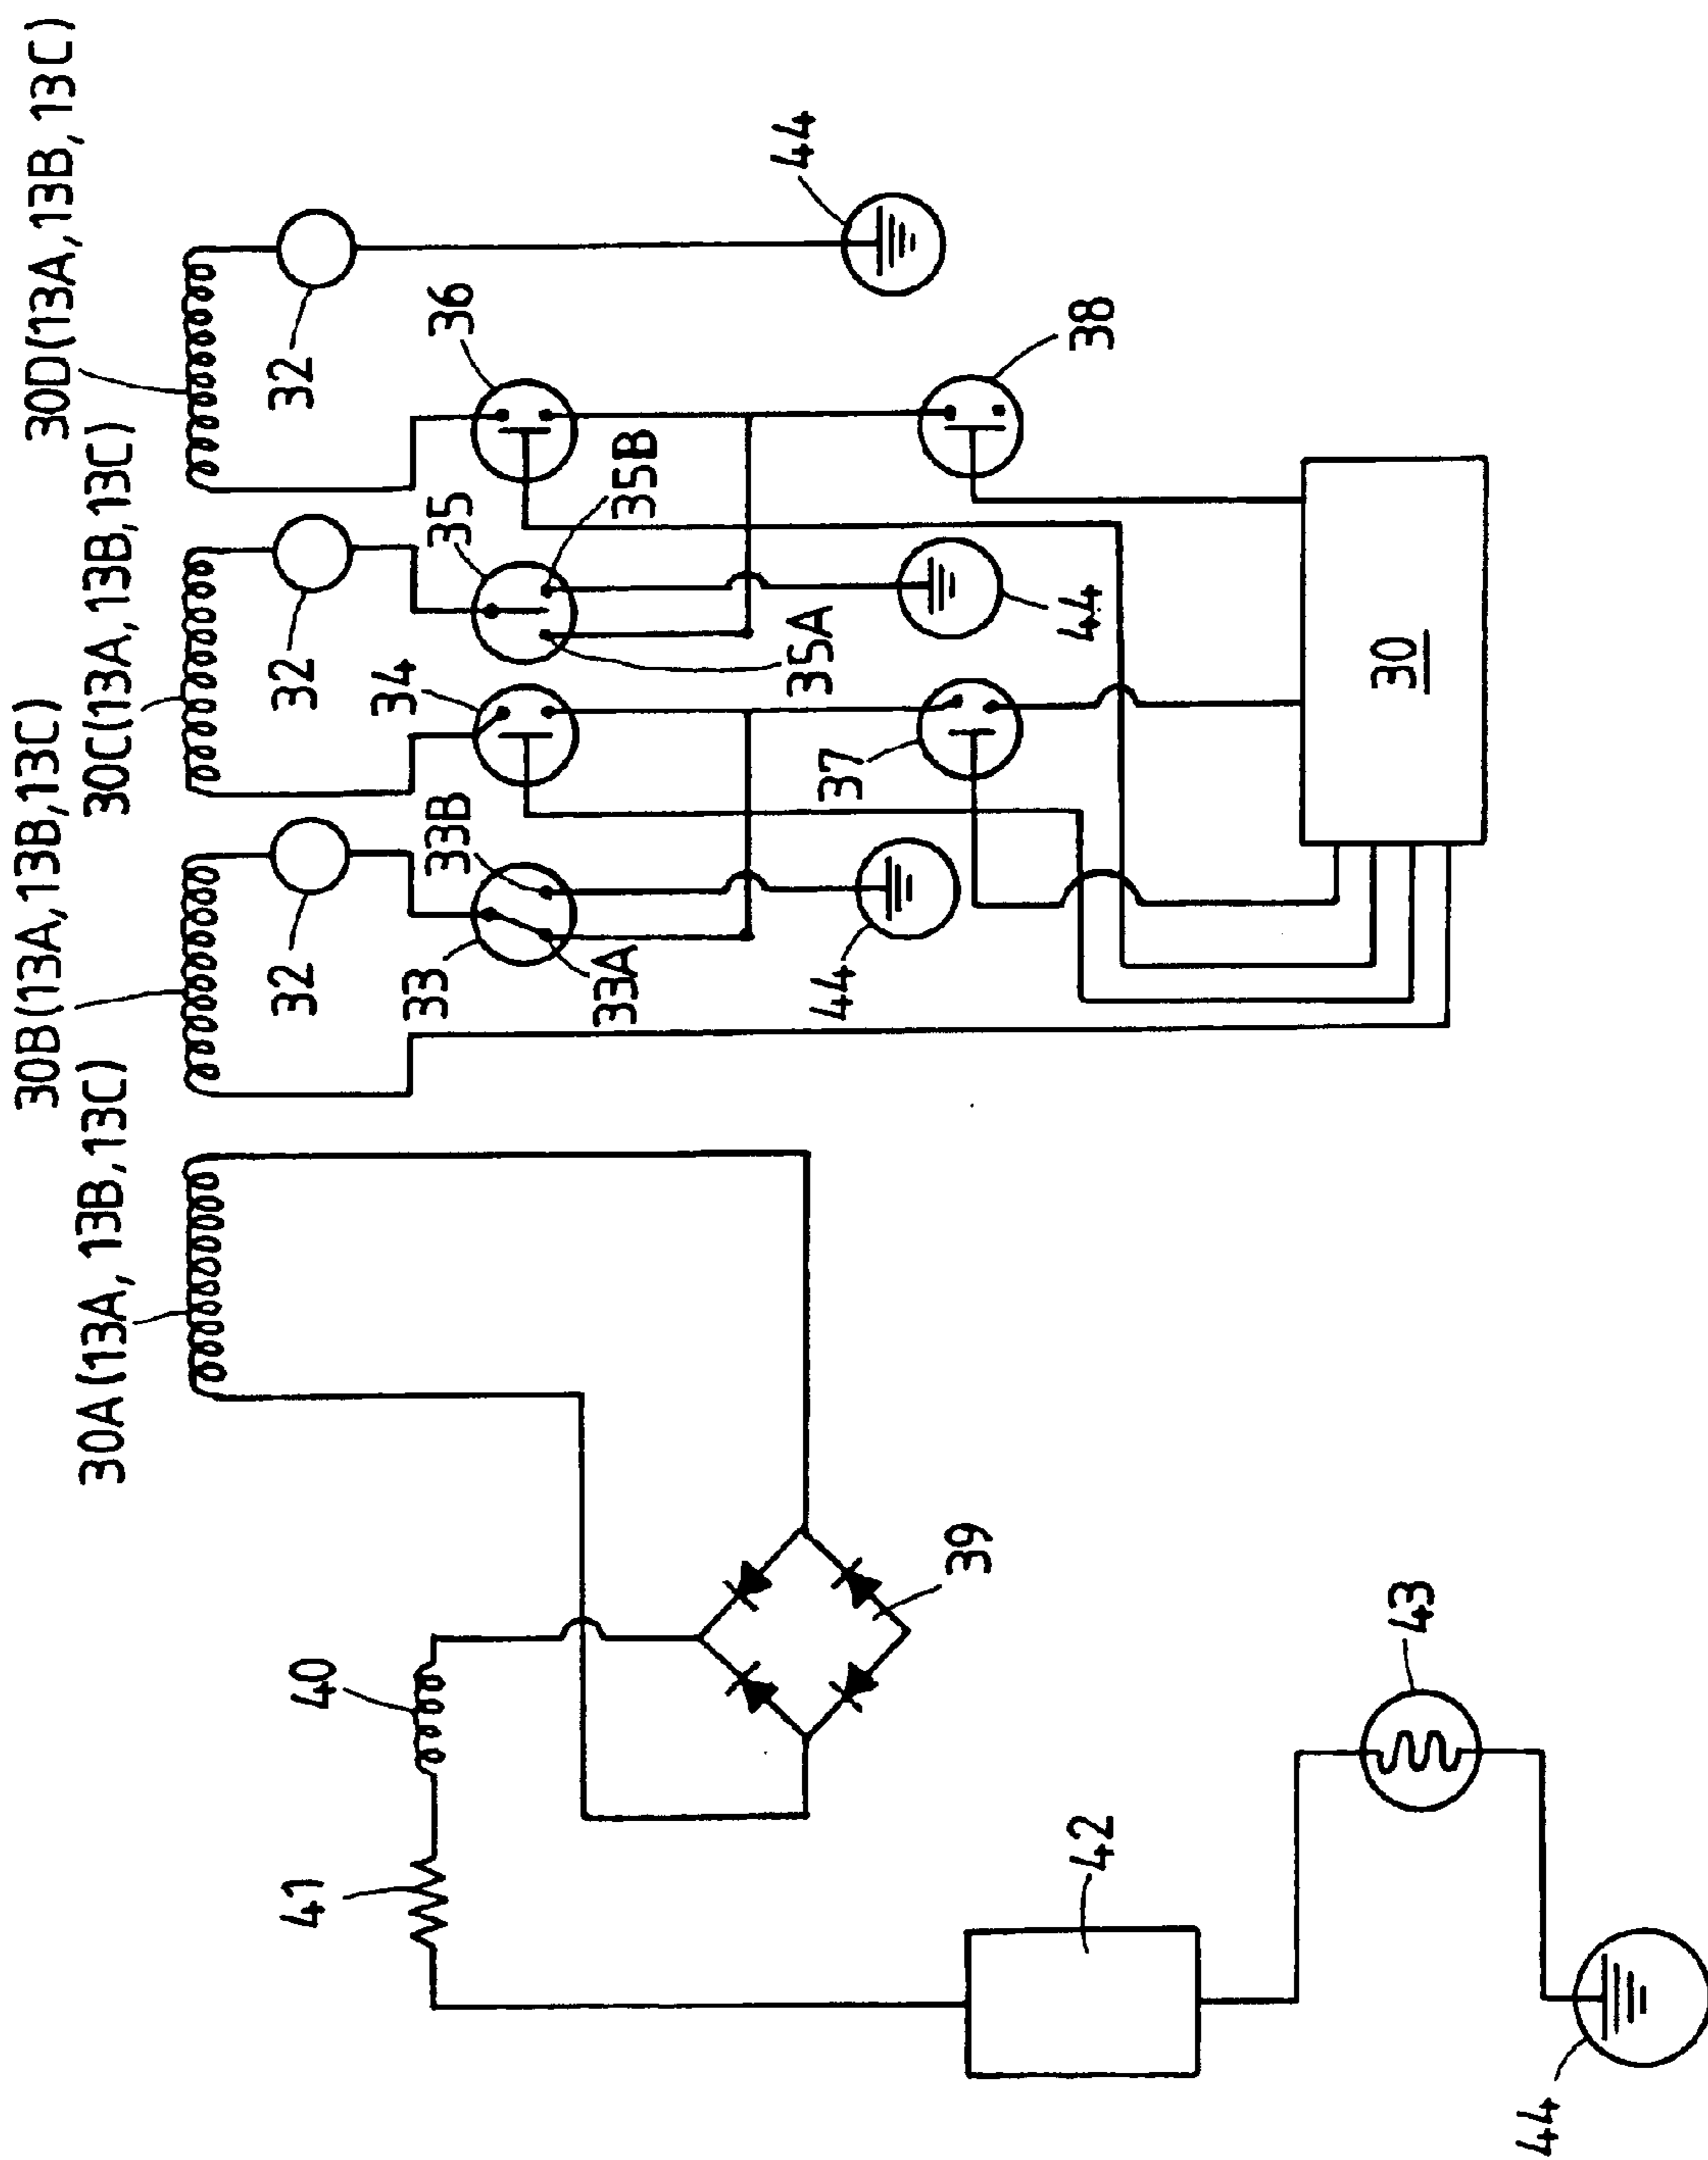 30B(13A,13B,13C)
30D(13A,13B,13C)
30A(13A, 13B,13C)
30C(13A,13B,13C)
41
40
32
32
32
34
33
33B
35
36
33A
35B
44
35A
44
37
39
44
42
38
30
43
44